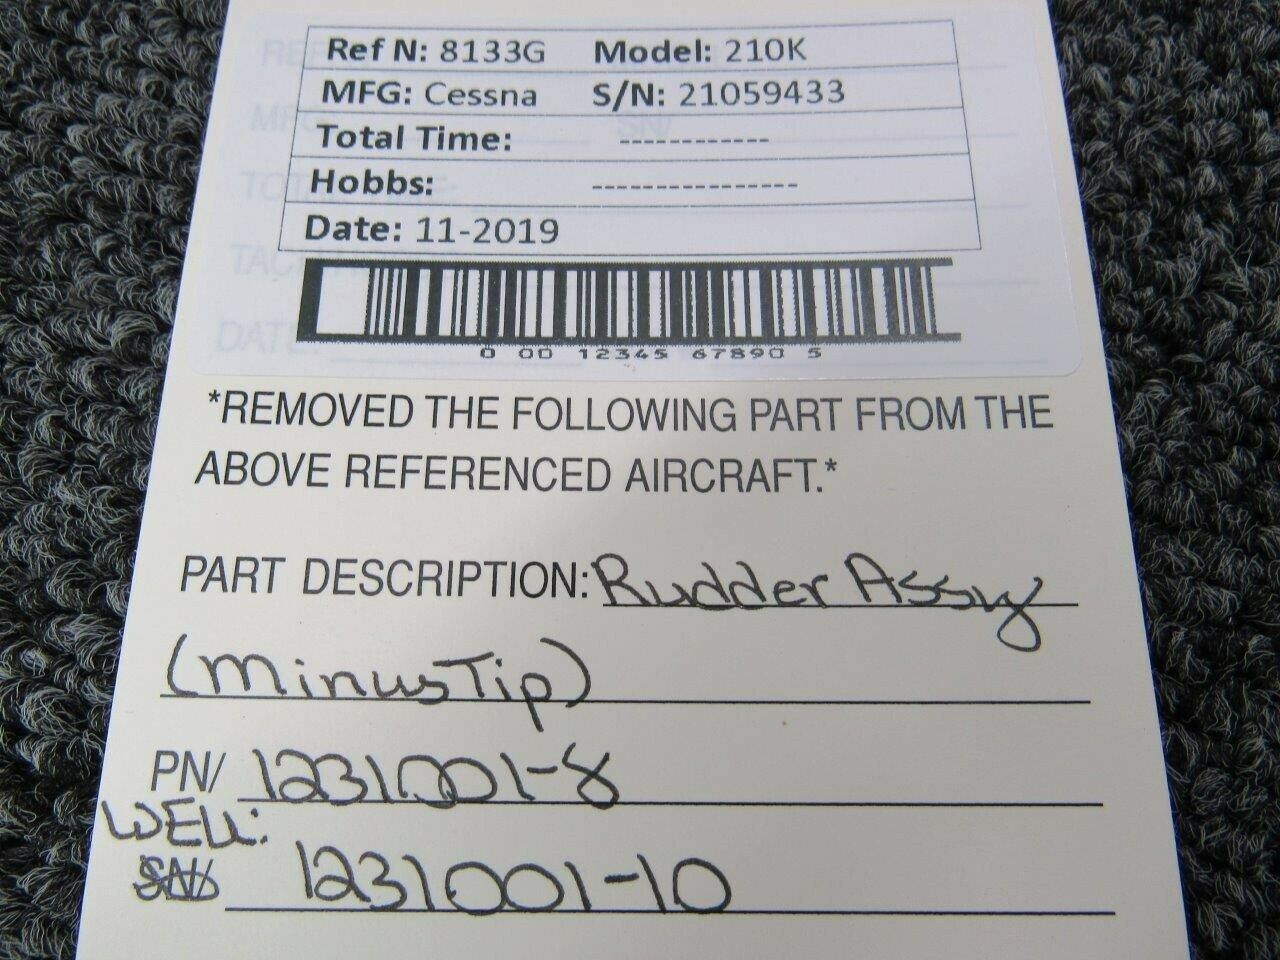 Ref N: 8133G Model: 210K
MFG: Cessna S/N: 21059433
Total Time: ------------
Hobbs: ----------------
Date: 11-2019
0 00 12345 67890 5
*REMOVED THE FOLLOWING PART FROM THE
ABOVE REFERENCED AIRCRAFT.*
PART DESCRIPTION: Rudder Assy
(Minus Tip)
PN/ 1231001-8
WELL:
SN/ 1231001-10